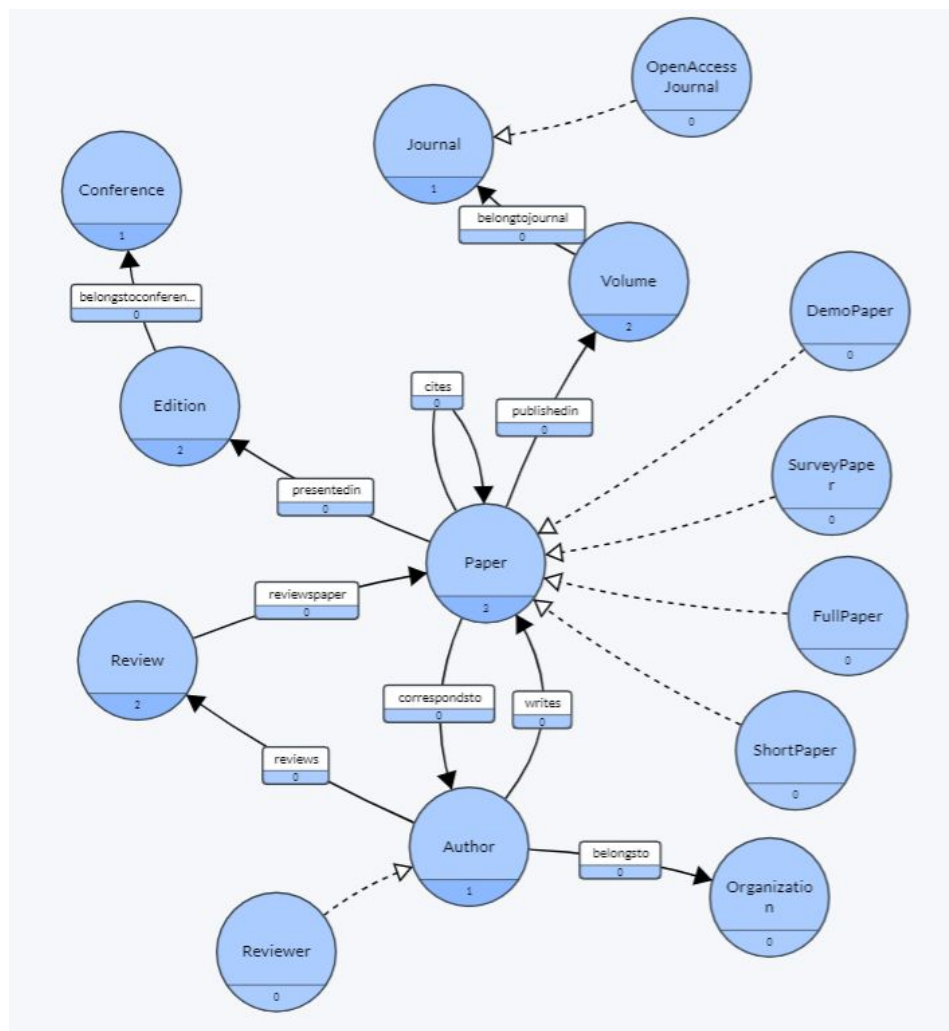 OpenAccess
Journal
0
Journal
1
Conference
1
belongtojournal
0
Volume
2
belongstoconferen...
0
DemoPaper
0
Edition
2
cites
0
publishedin
0
SurveyPape
r
0
presentedin
0
Paper
3
reviewspaper
0
FullPaper
0
Review
2
correspondsto
0
writes
0
ShortPaper
0
reviews
0
Author
1
belongsto
0
Organizatio
n
0
Reviewer
0